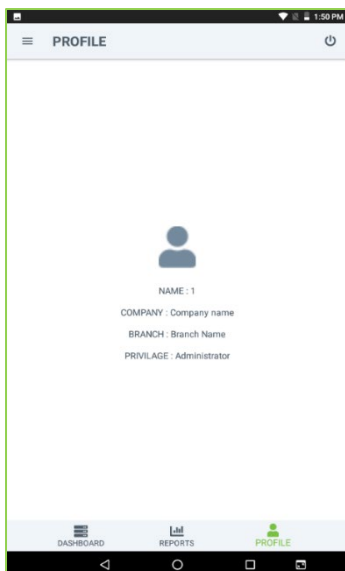 1:50 PM
PROFILE
NAME : 1
COMPANY : Company name
BRANCH : Branch Name
PRIVILAGE : Administrator
DASHBOARD
REPORTS
PROFILE